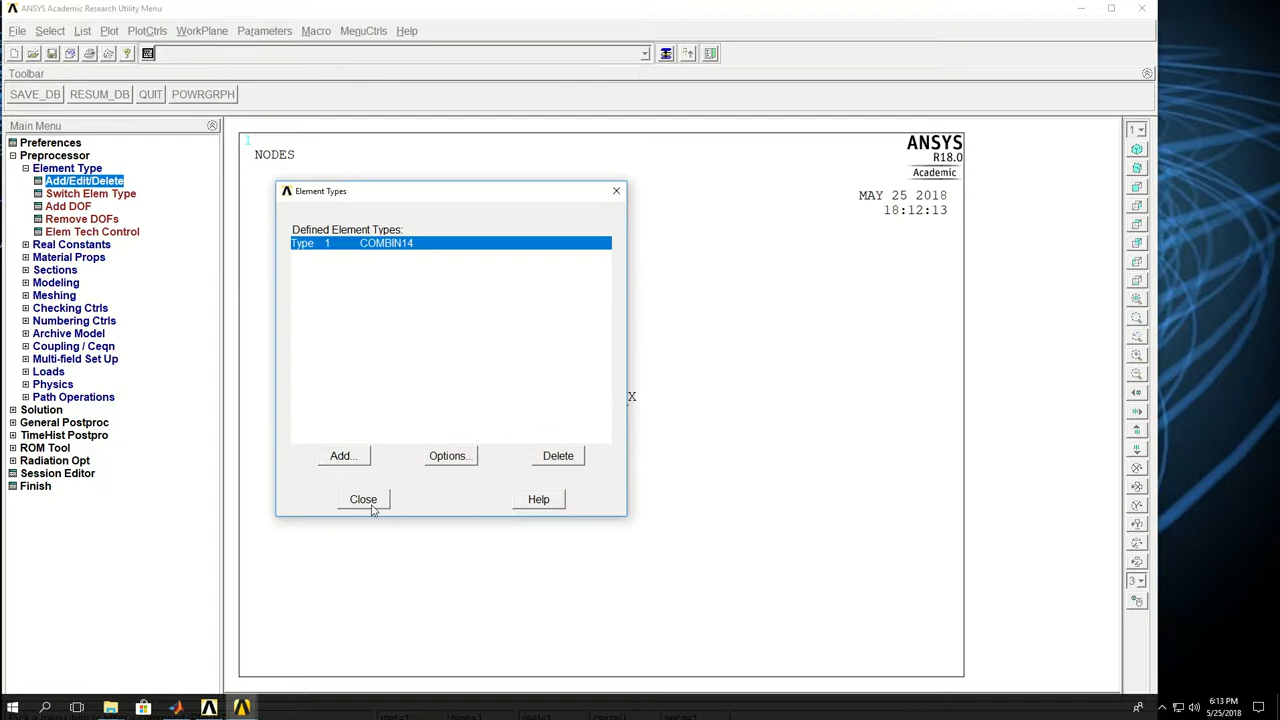 ANSYS Academic Research Utility Menu
File Select List Plot PlotCtrls WorkPlane Parameters Macro MenuCtrls Help
Toolbar
SAVE_DB RESUM_DB QUIT POWRGRPH
Main Menu
Preferences
Preprocessor
Element Type
Add/Edit/Delete
Switch Elem Type
Add DOF
Remove DOFs
Elem Tech Control
Real Constants
Material Props
Sections
Modeling
Meshing
Checking Ctrls
Numbering Ctrls
Archive Model
Coupling / Ceqn
Multi-field Set Up
Loads
Physics
Path Operations
Solution
General Postproc
TimeHist Postpro
ROM Tool
Radiation Opt
Session Editor
Finish
1
NODES
ANSYS
R18.0
Academic
MAY 25 2018
18:12:13
X
Element Types
Defined Element Types:
Type 1 COMBIN14
Add... Options... Delete
Close Help
1
3
6:13 PM
5/25/2018